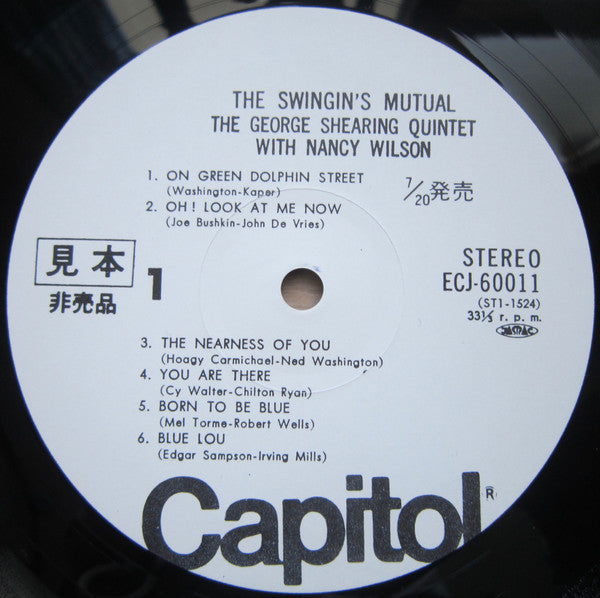 THE SWINGIN'S MUTUAL
THE GEORGE SHEARING QUINTET
WITH NANCY WILSON
1. ON GREEN DOLPHIN STREET
(Washington-Kaper)
2. OH! LOOK AT ME NOW
(Joe Bushkin-John De Vries)
7/20発売
見本
非売品
1
STEREO
ECJ-60011
(ST1-1524)
33⅓ r. p. m.
3. THE NEARNESS OF YOU
(Hoagy Carmichael-Ned Washington)
4. YOU ARE THERE
(Cy Walter-Chilton Ryan)
5. BORN TO BE BLUE
(Mel Torme-Robert Wells)
6. BLUE LOU
(Edgar Sampson-Irving Mills)
Capitol®